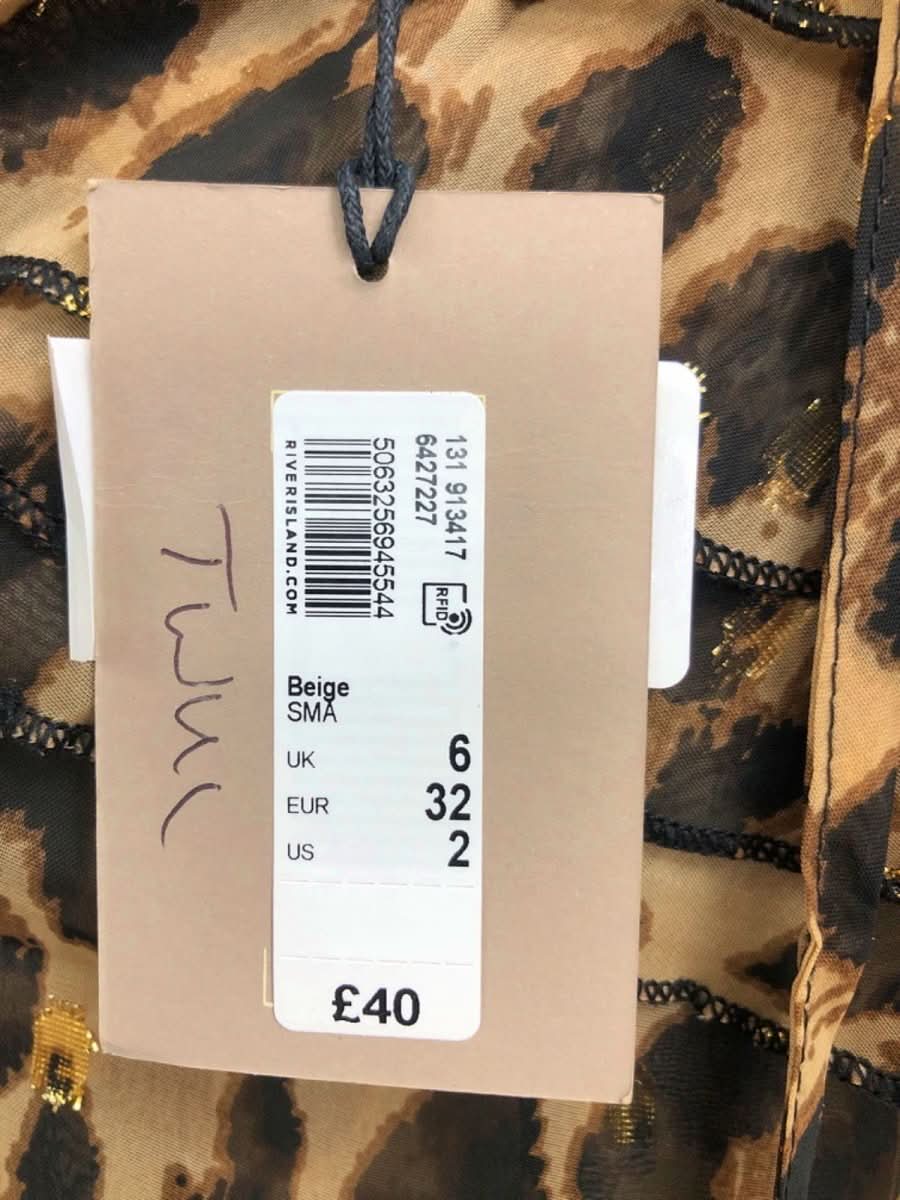 131 913417
6427227
RFID
5063256945544
RIVERISLAND.COM
Beige
SMA
UK 6
EUR 32
US 2
£40